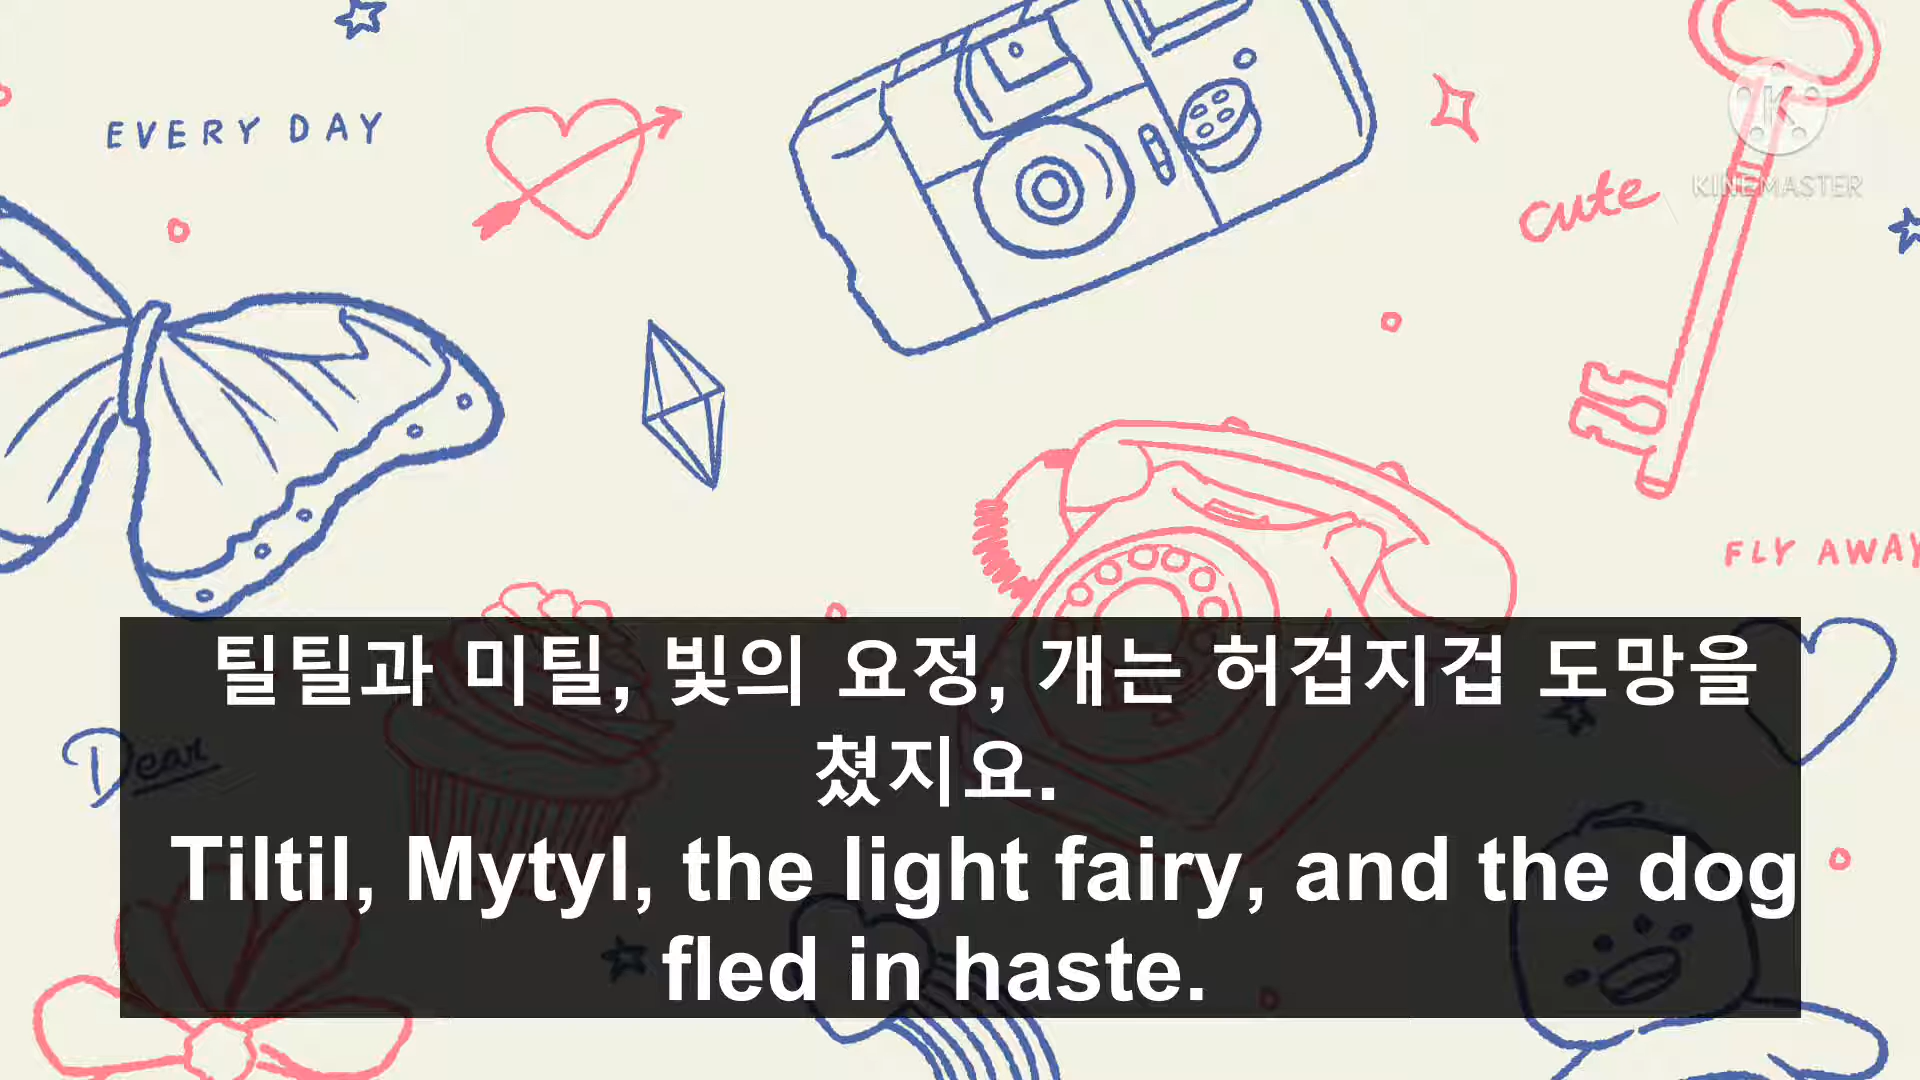 EVERY DAY
cute
KINEMASTER
FLY AWAY
Dear
틸틸과 미틸, 빛의 요정, 개는 허겁지겁 도망을
쳤지요.
Tiltil, Mytyl, the light fairy, and the dog
fled in haste.